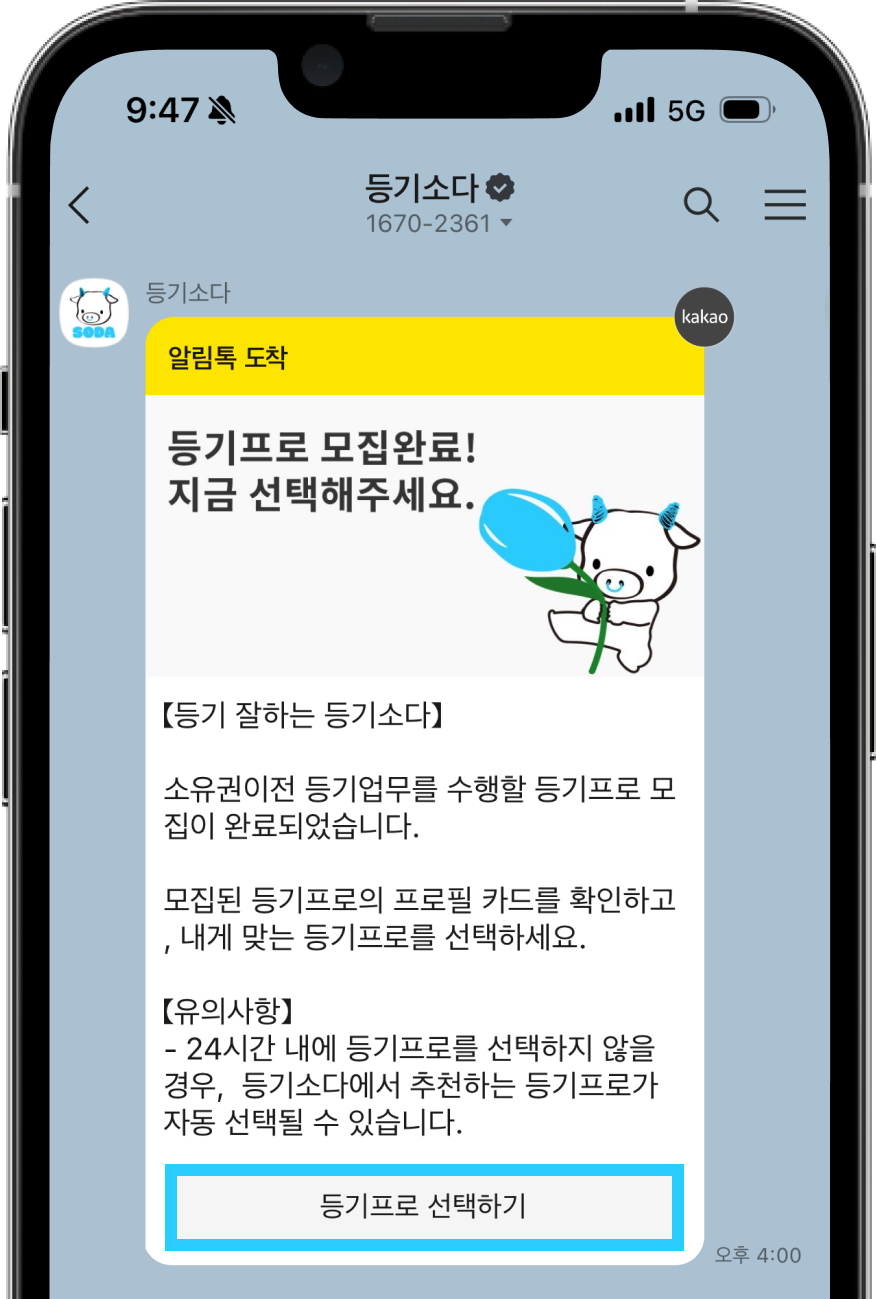 9:47 5G
등기소다
1670-2361
등기소다
SODA
kakao
알림톡 도착
등기프로 모집완료!
지금 선택해주세요.
【등기 잘하는 등기소다】
소유권이전 등기업무를 수행할 등기프로 모
집이 완료되었습니다.
모집된 등기프로의 프로필 카드를 확인하고
, 내게 맞는 등기프로를 선택하세요.
【유의사항】
- 24시간 내에 등기프로를 선택하지 않을
경우,  등기소다에서 추천하는 등기프로가
자동 선택될 수 있습니다.
등기프로 선택하기
오후 4:00